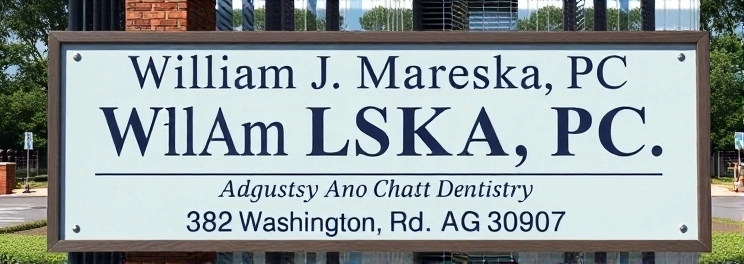 William J. Mareska, PC
WllAm LSKA, PC.
Adgustsy Ano Chatt Dentistry
382 Washington, Rd. AG 30907